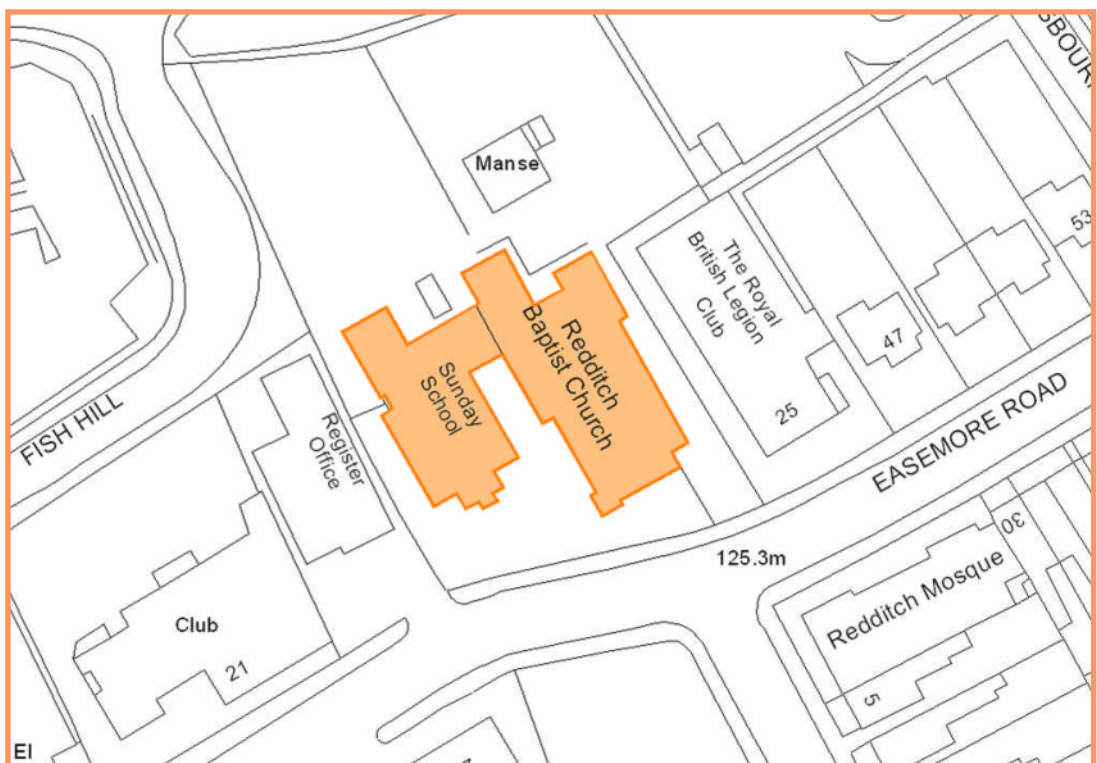 SBOUR
Manse
53
The Royal
British Legion
Club
47
Redditch
Baptist Church
Sunday
School
25
FISH HILL
Register
Office
EASEMORE ROAD
30
125.3m
Redditch Mosque
Club
21
5
El